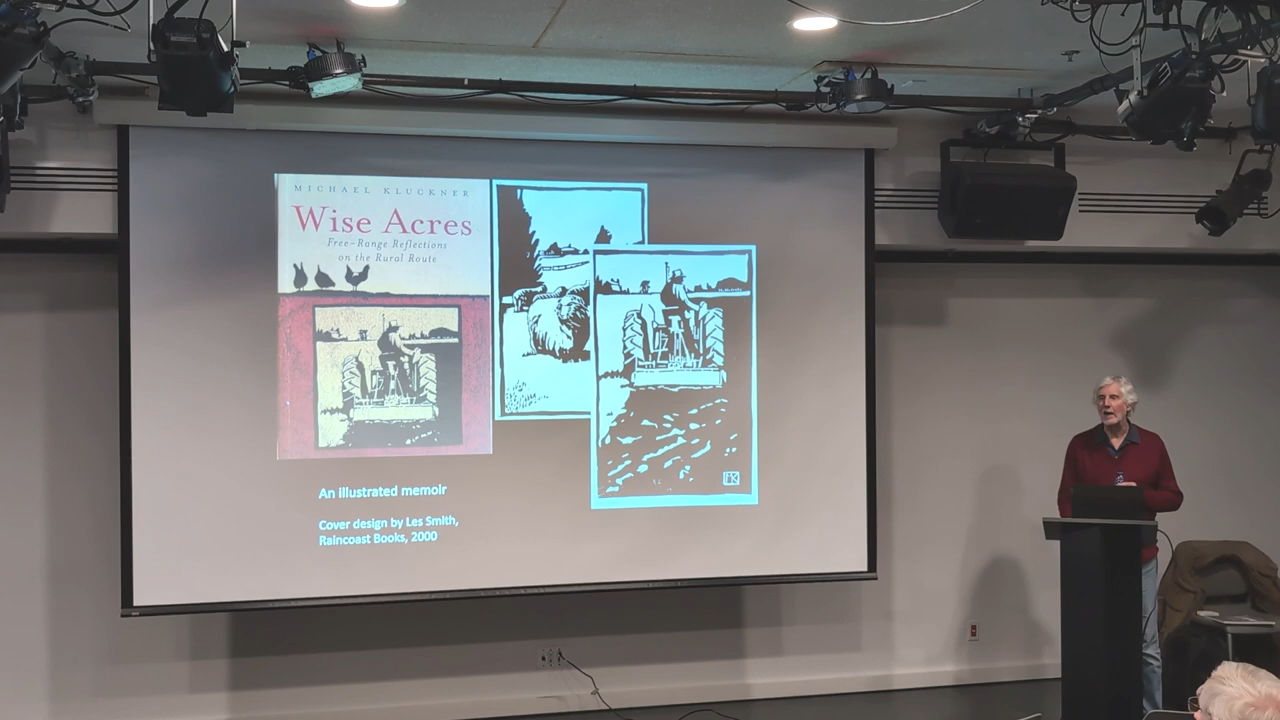 MICHAEL KLUCKNER
Wise Acres
Free-Range Reflections
on the Rural Route
An illustrated memoir
Cover design by Les Smith,
Raincoast Books, 2000